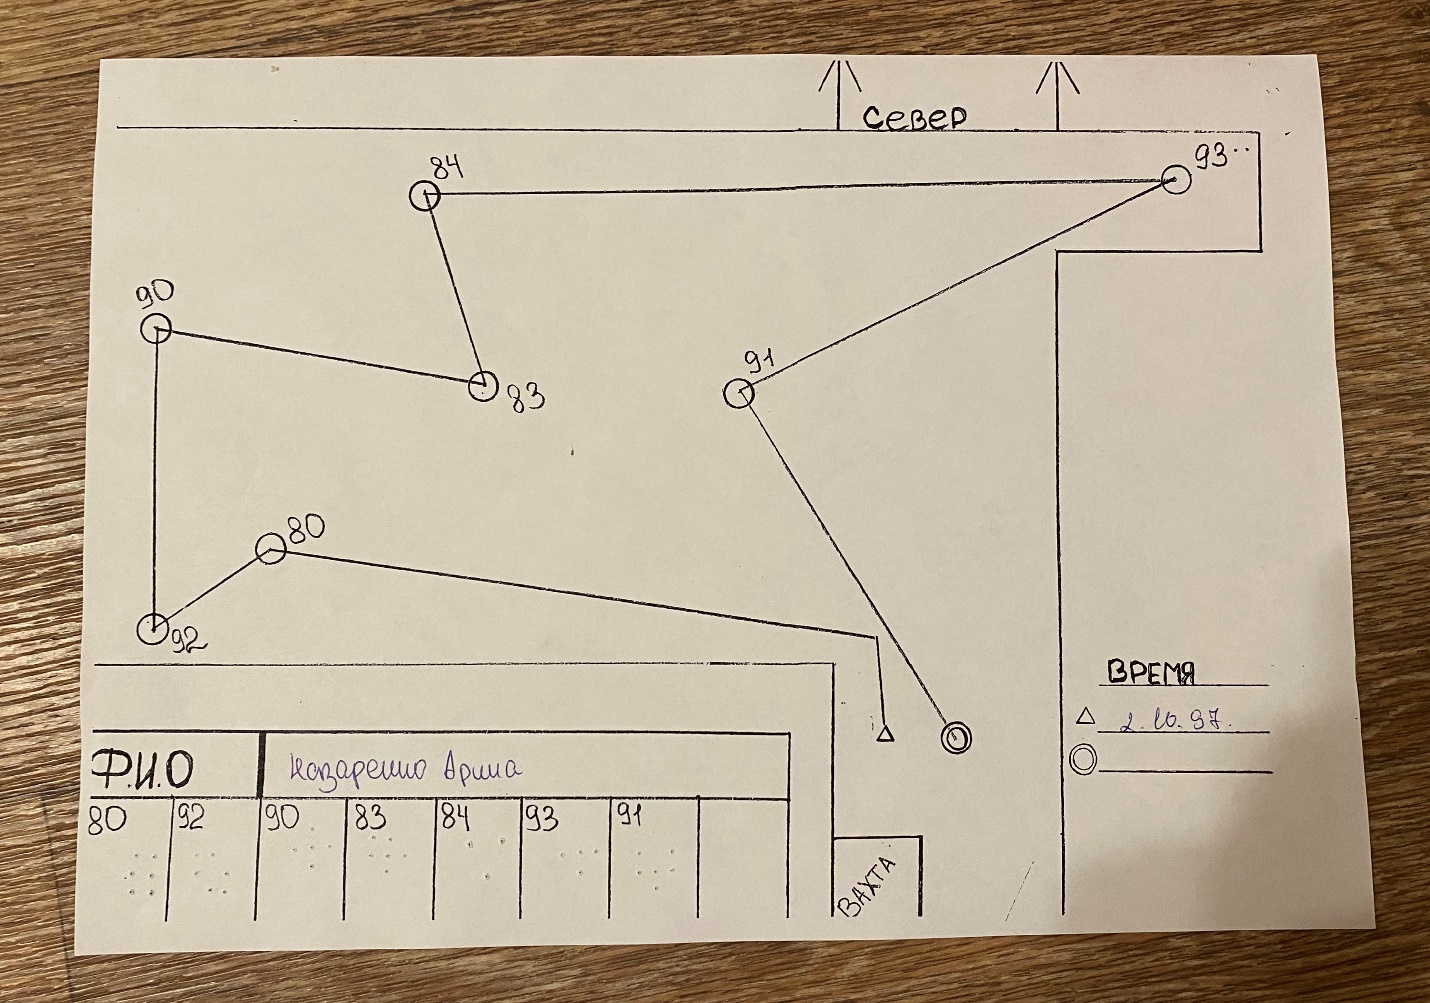 СЕВЕР
84
93
90
91
83
80
92
ВРЕМЯ
2.10.97.
Ф.И.О
Назаренко Арина
80 92 90 83 84 93 91
ВАХТА